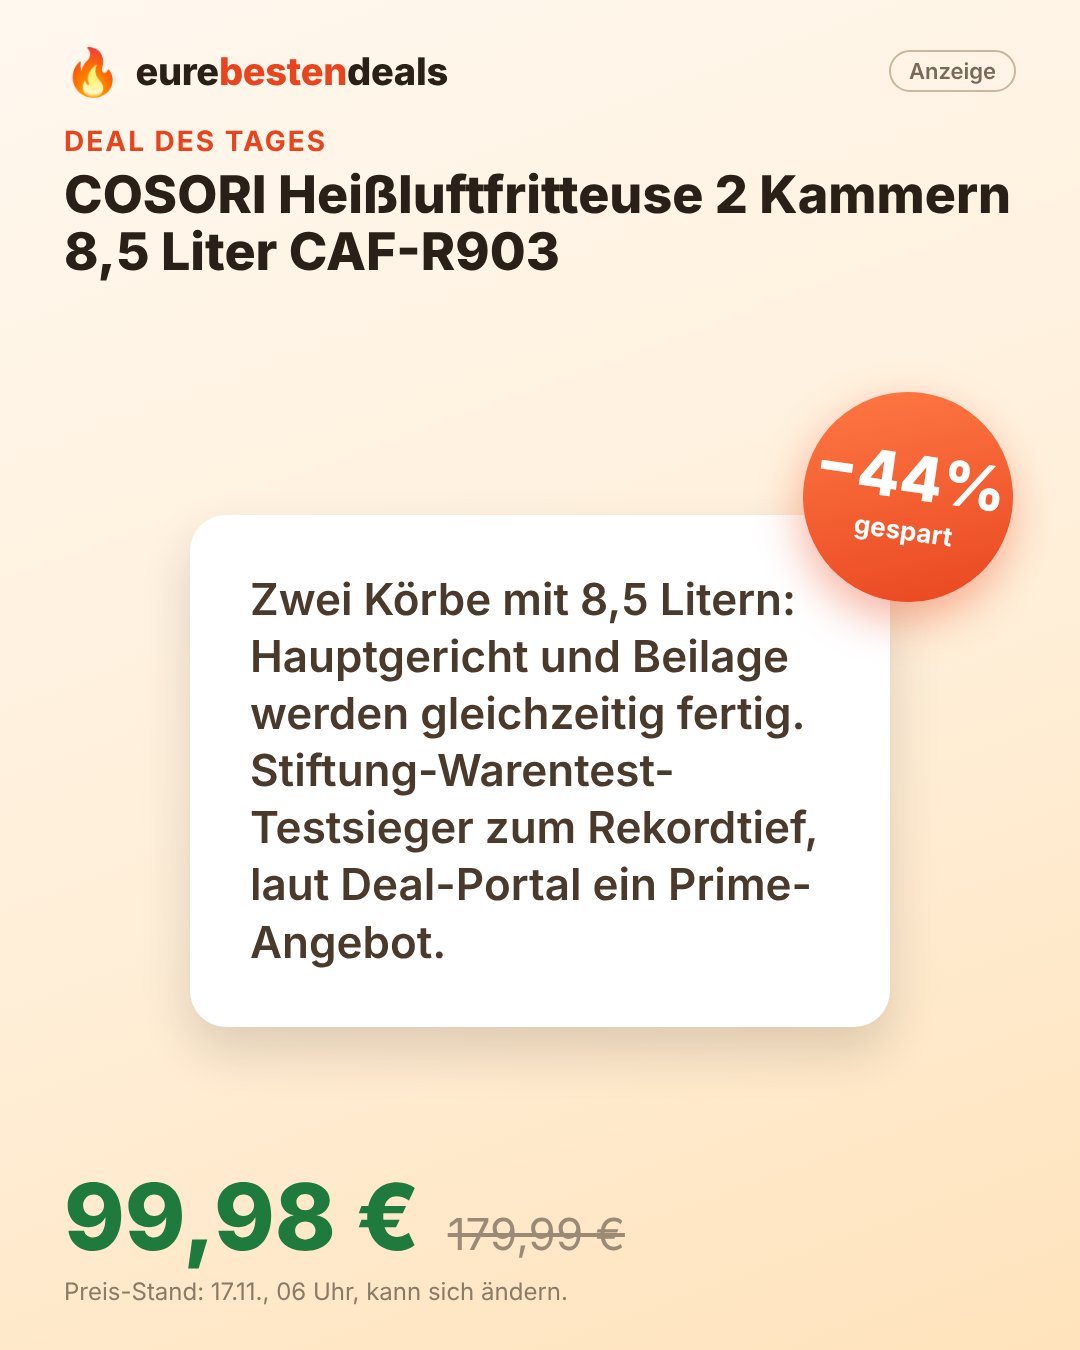 eurebestendeals
Anzeige
DEAL DES TAGES
COSORI Heißluftfritteuse 2 Kammern
8,5 Liter CAF-R903
−44%
gespart
Zwei Körbe mit 8,5 Litern:
Hauptgericht und Beilage
werden gleichzeitig fertig.
Stiftung-Warentest-
Testsieger zum Rekordtief,
laut Deal-Portal ein Prime-
Angebot.
99,98 € 179,99 €
Preis-Stand: 17.11., 06 Uhr, kann sich ändern.